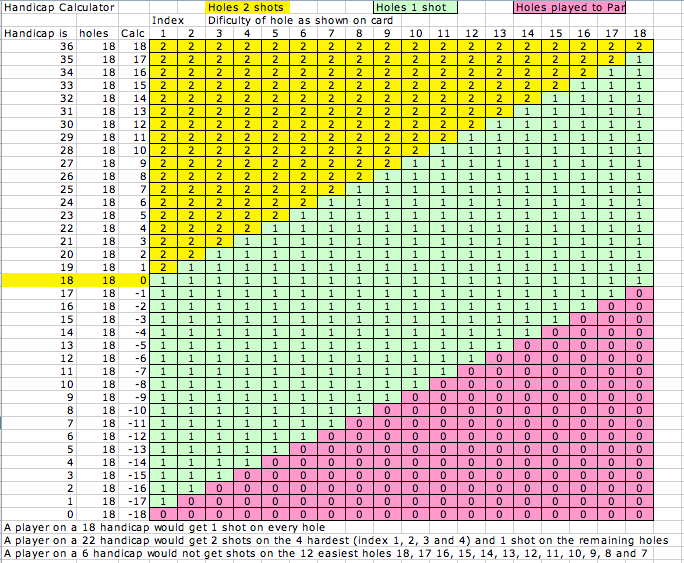 Handicap Calculator Holes 2 shots Holes 1 shot Holes played to Par
Index Dificulty of hole as shown on card
Handicap is holes Calc 1 2 3 4 5 6 7 8 9 10 11 12 13 14 15 16 17 18
36 18 18 2 2 2 2 2 2 2 2 2 2 2 2 2 2 2 2 2 2
35 18 17 2 2 2 2 2 2 2 2 2 2 2 2 2 2 2 2 2 1
34 18 16 2 2 2 2 2 2 2 2 2 2 2 2 2 2 2 2 1 1
33 18 15 2 2 2 2 2 2 2 2 2 2 2 2 2 2 2 1 1 1
32 18 14 2 2 2 2 2 2 2 2 2 2 2 2 2 2 1 1 1 1
31 18 13 2 2 2 2 2 2 2 2 2 2 2 2 2 1 1 1 1 1
30 18 12 2 2 2 2 2 2 2 2 2 2 2 2 1 1 1 1 1 1
29 18 11 2 2 2 2 2 2 2 2 2 2 2 1 1 1 1 1 1 1
28 18 10 2 2 2 2 2 2 2 2 2 2 1 1 1 1 1 1 1 1
27 18 9 2 2 2 2 2 2 2 2 2 1 1 1 1 1 1 1 1 1
26 18 8 2 2 2 2 2 2 2 2 1 1 1 1 1 1 1 1 1 1
25 18 7 2 2 2 2 2 2 2 1 1 1 1 1 1 1 1 1 1 1
24 18 6 2 2 2 2 2 2 1 1 1 1 1 1 1 1 1 1 1 1
23 18 5 2 2 2 2 2 1 1 1 1 1 1 1 1 1 1 1 1 1
22 18 4 2 2 2 2 1 1 1 1 1 1 1 1 1 1 1 1 1 1
21 18 3 2 2 2 1 1 1 1 1 1 1 1 1 1 1 1 1 1 1
20 18 2 2 2 1 1 1 1 1 1 1 1 1 1 1 1 1 1 1 1
19 18 1 2 1 1 1 1 1 1 1 1 1 1 1 1 1 1 1 1 1
18 18 0 1 1 1 1 1 1 1 1 1 1 1 1 1 1 1 1 1 1
17 18 -1 1 1 1 1 1 1 1 1 1 1 1 1 1 1 1 1 1 0
16 18 -2 1 1 1 1 1 1 1 1 1 1 1 1 1 1 1 1 0 0
15 18 -3 1 1 1 1 1 1 1 1 1 1 1 1 1 1 1 0 0 0
14 18 -4 1 1 1 1 1 1 1 1 1 1 1 1 1 1 0 0 0 0
13 18 -5 1 1 1 1 1 1 1 1 1 1 1 1 1 0 0 0 0 0
12 18 -6 1 1 1 1 1 1 1 1 1 1 1 1 0 0 0 0 0 0
11 18 -7 1 1 1 1 1 1 1 1 1 1 1 0 0 0 0 0 0 0
10 18 -8 1 1 1 1 1 1 1 1 1 1 0 0 0 0 0 0 0 0
9 18 -9 1 1 1 1 1 1 1 1 1 0 0 0 0 0 0 0 0 0
8 18 -10 1 1 1 1 1 1 1 1 0 0 0 0 0 0 0 0 0 0
7 18 -11 1 1 1 1 1 1 1 0 0 0 0 0 0 0 0 0 0 0
6 18 -12 1 1 1 1 1 1 0 0 0 0 0 0 0 0 0 0 0 0
5 18 -13 1 1 1 1 1 0 0 0 0 0 0 0 0 0 0 0 0 0
4 18 -14 1 1 1 1 0 0 0 0 0 0 0 0 0 0 0 0 0 0
3 18 -15 1 1 1 0 0 0 0 0 0 0 0 0 0 0 0 0 0 0
2 18 -16 1 1 0 0 0 0 0 0 0 0 0 0 0 0 0 0 0 0
1 18 -17 1 0 0 0 0 0 0 0 0 0 0 0 0 0 0 0 0 0
0 18 -18 0 0 0 0 0 0 0 0 0 0 0 0 0 0 0 0 0 0
A player on a 18 handicap would get 1 shot on every hole
A player on a 22 handicap would get 2 shots on the 4 hardest (index 1, 2, 3 and 4) and 1 shot on the remaining holes
A player on a 6 handicap would not get shots on the 12 easiest holes 18, 17 16, 15, 14, 13, 12, 11, 10, 9, 8 and 7